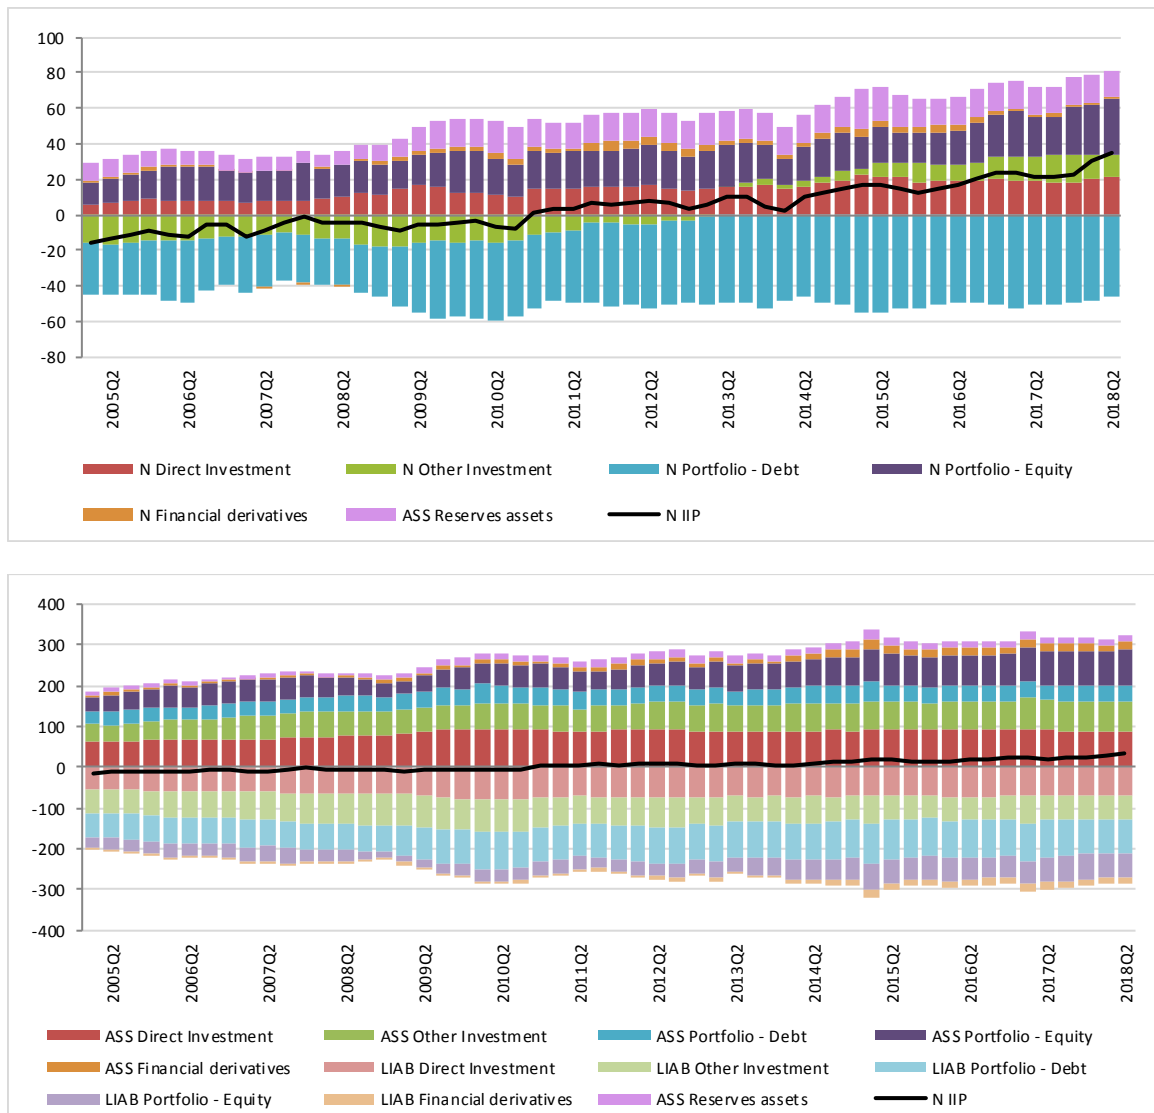 100
80
60
40
20
0
-20
-40
-60
-80
2005Q2 2006Q2 2007Q2 2008Q2 2009Q2 2010Q2 2011Q2 2012Q2 2013Q2 2014Q2 2015Q2 2016Q2 2017Q2 2018Q2
N Direct Investment N Other Investment N Portfolio - Debt N Portfolio - Equity
N Financial derivatives ASS Reserves assets N IIP
400
300
200
100
0
-100
-200
-300
-400
2005Q2 2006Q2 2007Q2 2008Q2 2009Q2 2010Q2 2011Q2 2012Q2 2013Q2 2014Q2 2015Q2 2016Q2 2017Q2 2018Q2
ASS Direct Investment ASS Other Investment ASS Portfolio - Debt ASS Portfolio - Equity
ASS Financial derivatives LIAB Direct Investment LIAB Other Investment LIAB Portfolio - Debt
LIAB Portfolio - Equity LIAB Financial derivatives ASS Reserves assets N IIP